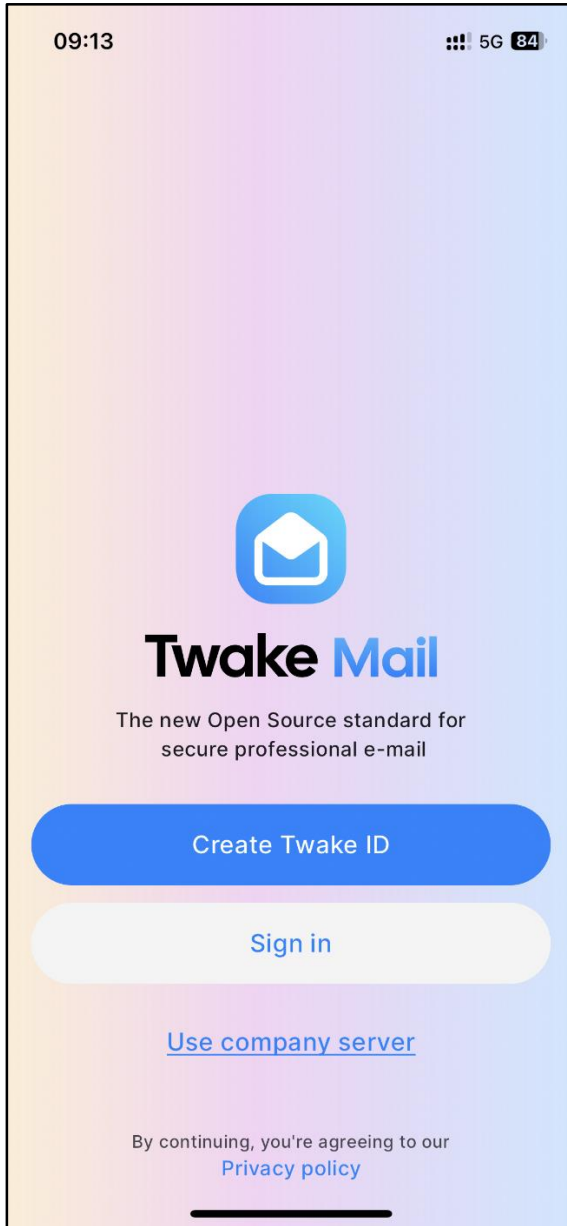 09:13
5G 84
Twake Mail
The new Open Source standard for
secure professional e-mail
Create Twake ID
Sign in
Use company server
By continuing, you're agreeing to our
Privacy policy